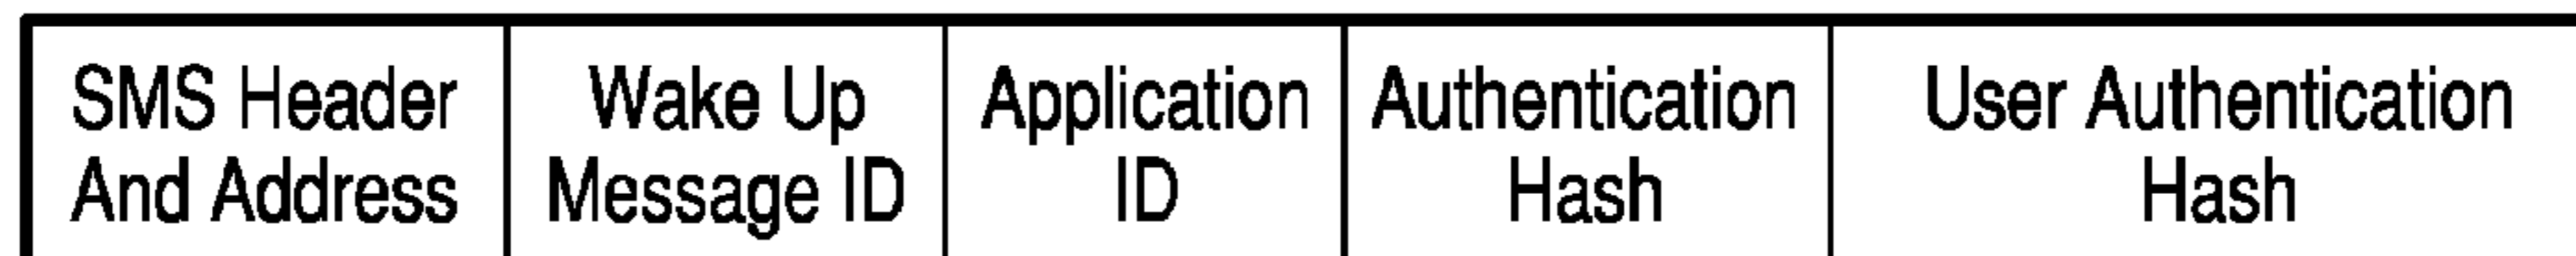 SMS Header
And Address
Wake Up
Message ID
Application
ID
Authentication
Hash
User Authentication
Hash